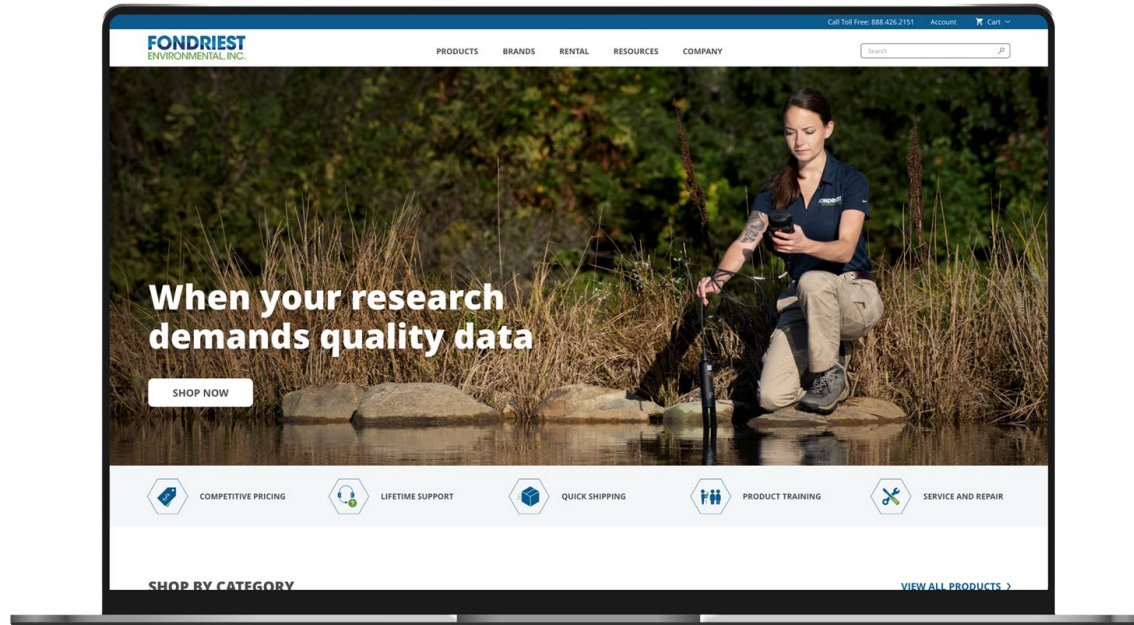 Call Toll Free: 888.426.2151 Account Cart
FONDRIEST
ENVIRONMENTAL, INC.
PRODUCTS BRANDS RENTAL RESOURCES COMPANY
Search
FONDRIEST
When your research
demands quality data
SHOP NOW
COMPETITIVE PRICING LIFETIME SUPPORT QUICK SHIPPING PRODUCT TRAINING SERVICE AND REPAIR
SHOP BY CATEGORY VIEW ALL PRODUCTS